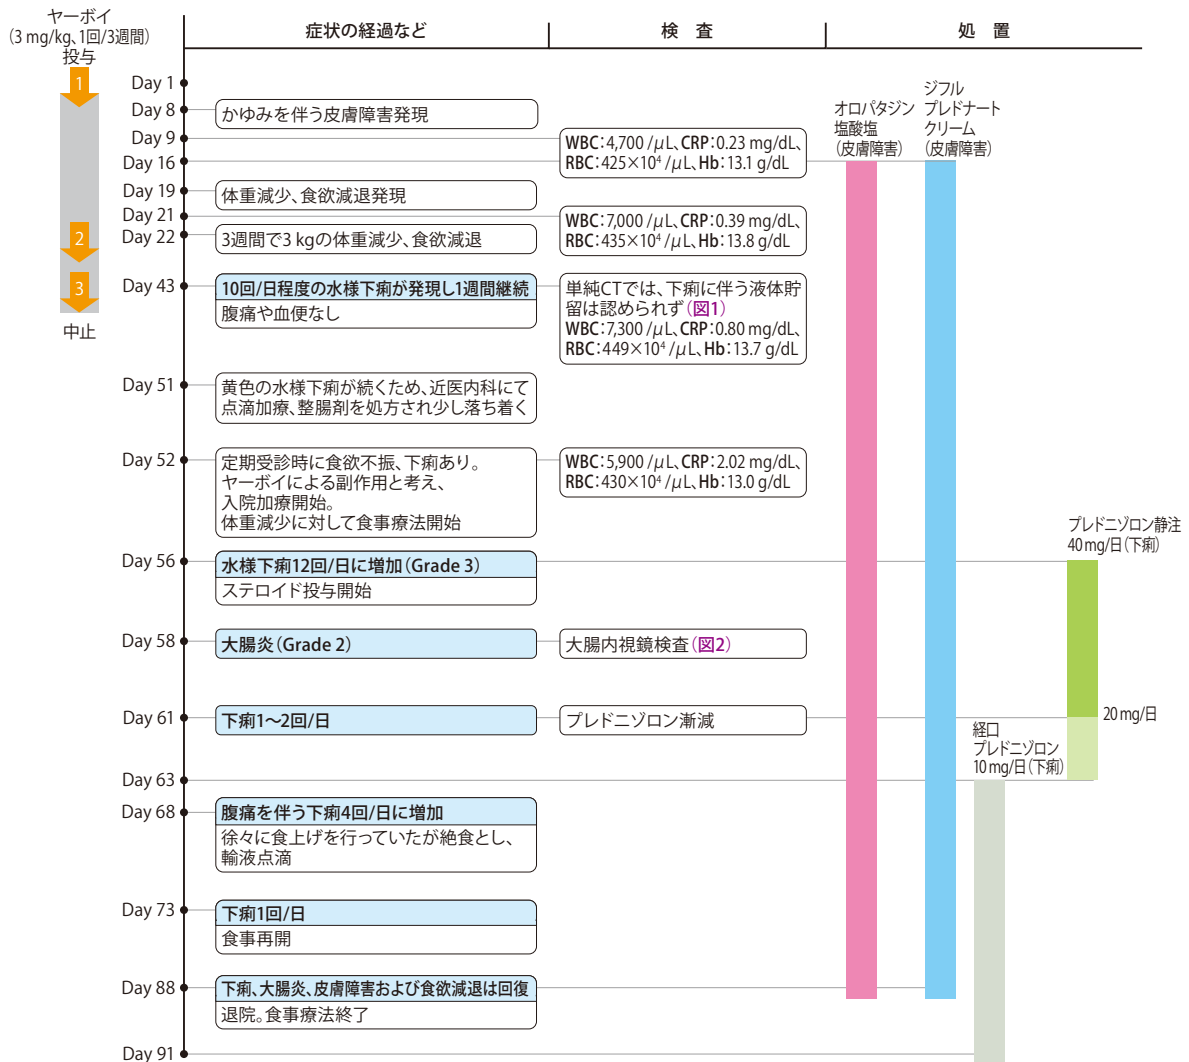 ヤーボイ
（3 mg/kg、1回/3週間）
投与
1
2
3
中止
症状の経過など
検　査
処　置
Day 1
Day 8
かゆみを伴う皮膚障害発現
Day 9
WBC：4,700 /μL、CRP：0.23 mg/dL、
RBC：425×10⁴ /μL、Hb：13.1 g/dL
オロパタジン
塩酸塩
（皮膚障害）
ジフル
プレドナート
クリーム
（皮膚障害）
Day 16
Day 19
体重減少、食欲減退発現
Day 21
WBC：7,000 /μL、CRP：0.39 mg/dL、
RBC：435×10⁴ /μL、Hb：13.8 g/dL
Day 22
3週間で3 kgの体重減少、食欲減退
Day 43
10回/日程度の水様下痢が発現し1週間継続
腹痛や血便なし
単純CTでは、下痢に伴う液体貯
留は認められず（図1）
WBC：7,300 /μL、CRP：0.80 mg/dL、
RBC：449×10⁴ /μL、Hb：13.7 g/dL
Day 51
黄色の水様下痢が続くため、近医内科にて
点滴加療、整腸剤を処方され少し落ち着く
Day 52
定期受診時に食欲不振、下痢あり。
ヤーボイによる副作用と考え、
入院加療開始。
体重減少に対して食事療法開始
WBC：5,900 /μL、CRP：2.02 mg/dL、
RBC：430×10⁴ /μL、Hb：13.0 g/dL
プレドニゾロン静注
40 mg/日（下痢）
Day 56
水様下痢12回/日に増加（Grade 3）
ステロイド投与開始
Day 58
大腸炎（Grade 2）
大腸内視鏡検査（図2）
Day 61
下痢1〜2回/日
プレドニゾロン漸減
20 mg/日
経口
プレドニゾロン
10 mg/日（下痢）
Day 63
Day 68
腹痛を伴う下痢4回/日に増加
徐々に食上げを行っていたが絶食とし、
輸液点滴
Day 73
下痢1回/日
食事再開
Day 88
下痢、大腸炎、皮膚障害および食欲減退は回復
退院。食事療法終了
Day 91